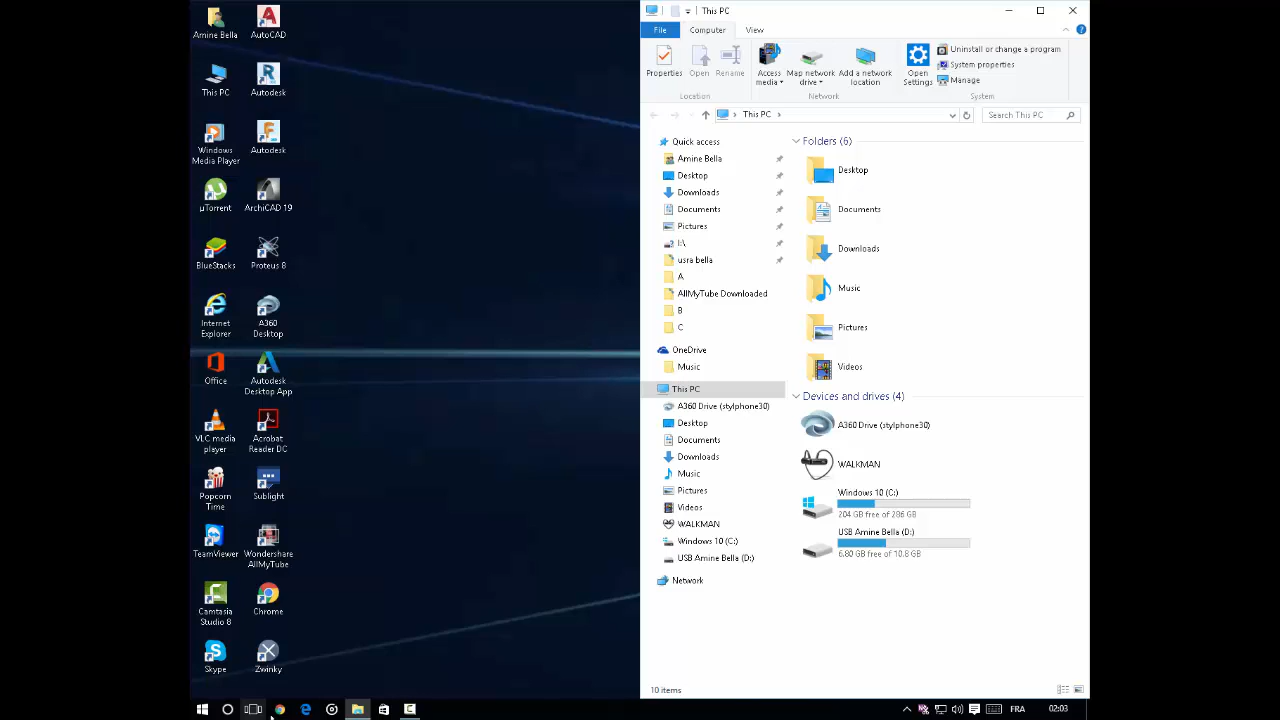 Amine Bella
AutoCAD
This PC
Autodesk
Windows
Media Player
Autodesk
µTorrent
ArchiCAD 19
BlueStacks
Proteus 8
Internet
Explorer
A360
Desktop
Office
Autodesk
Desktop App
VLC media
player
Acrobat
Reader DC
Popcorn
Time
Sublight
TeamViewer
Wondershare
AllMyTube
Camtasia
Studio 8
Chrome
Skype
Zwinky
This PC
File
Computer
View
Properties
Open
Rename
Access
media
Map network
drive
Add a network
location
Open
Settings
Uninstall or change a program
System properties
Manage
Location
Network
System
This PC
Search This PC
Quick access
Amine Bella
Desktop
Downloads
Documents
Pictures
I:\
usra bella
A
AllMyTube Downloaded
B
C
OneDrive
Music
This PC
A360 Drive (stylphone30)
Desktop
Documents
Downloads
Music
Pictures
Videos
WALKMAN
Windows 10 (C:)
USB Amine Bella (D:)
Network
Folders (6)
Desktop
Documents
Downloads
Music
Pictures
Videos
Devices and drives (4)
A360 Drive (stylphone30)
WALKMAN
Windows 10 (C:)
204 GB free of 286 GB
USB Amine Bella (D:)
6.80 GB free of 10.8 GB
10 items
FRA
02:03